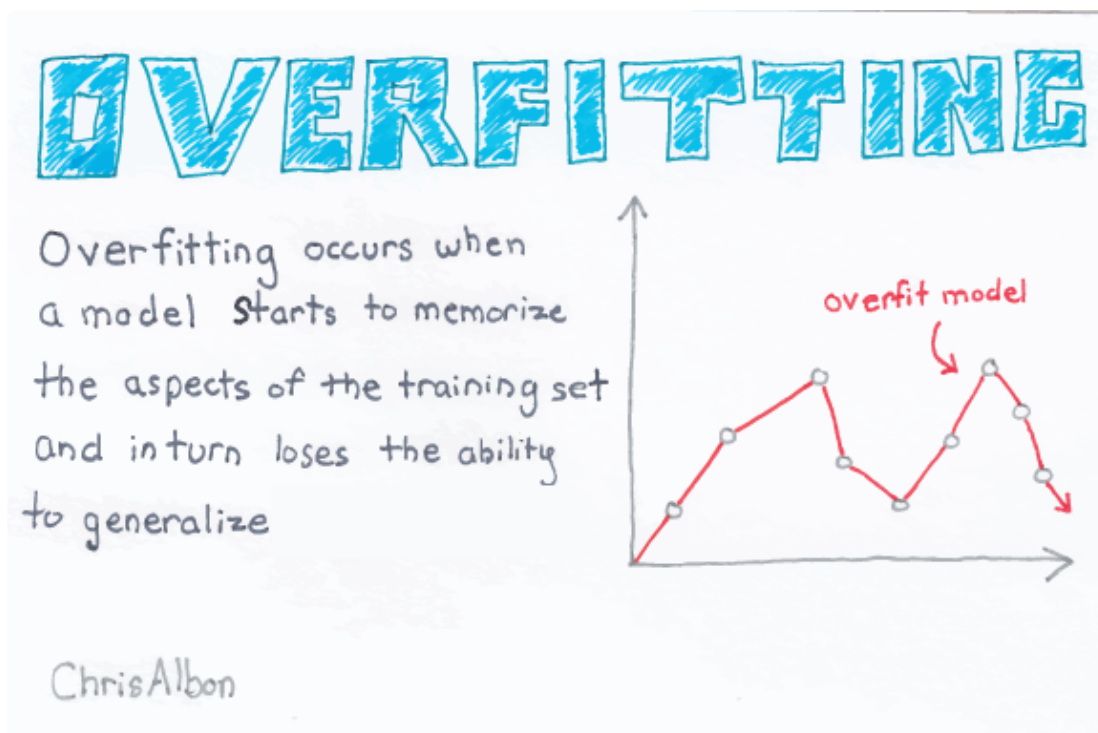 OVERFITTING
Overfitting occurs when
a model starts to memorize
the aspects of the training set
and in turn loses the ability
to generalize
overfit model
ChrisAlbon